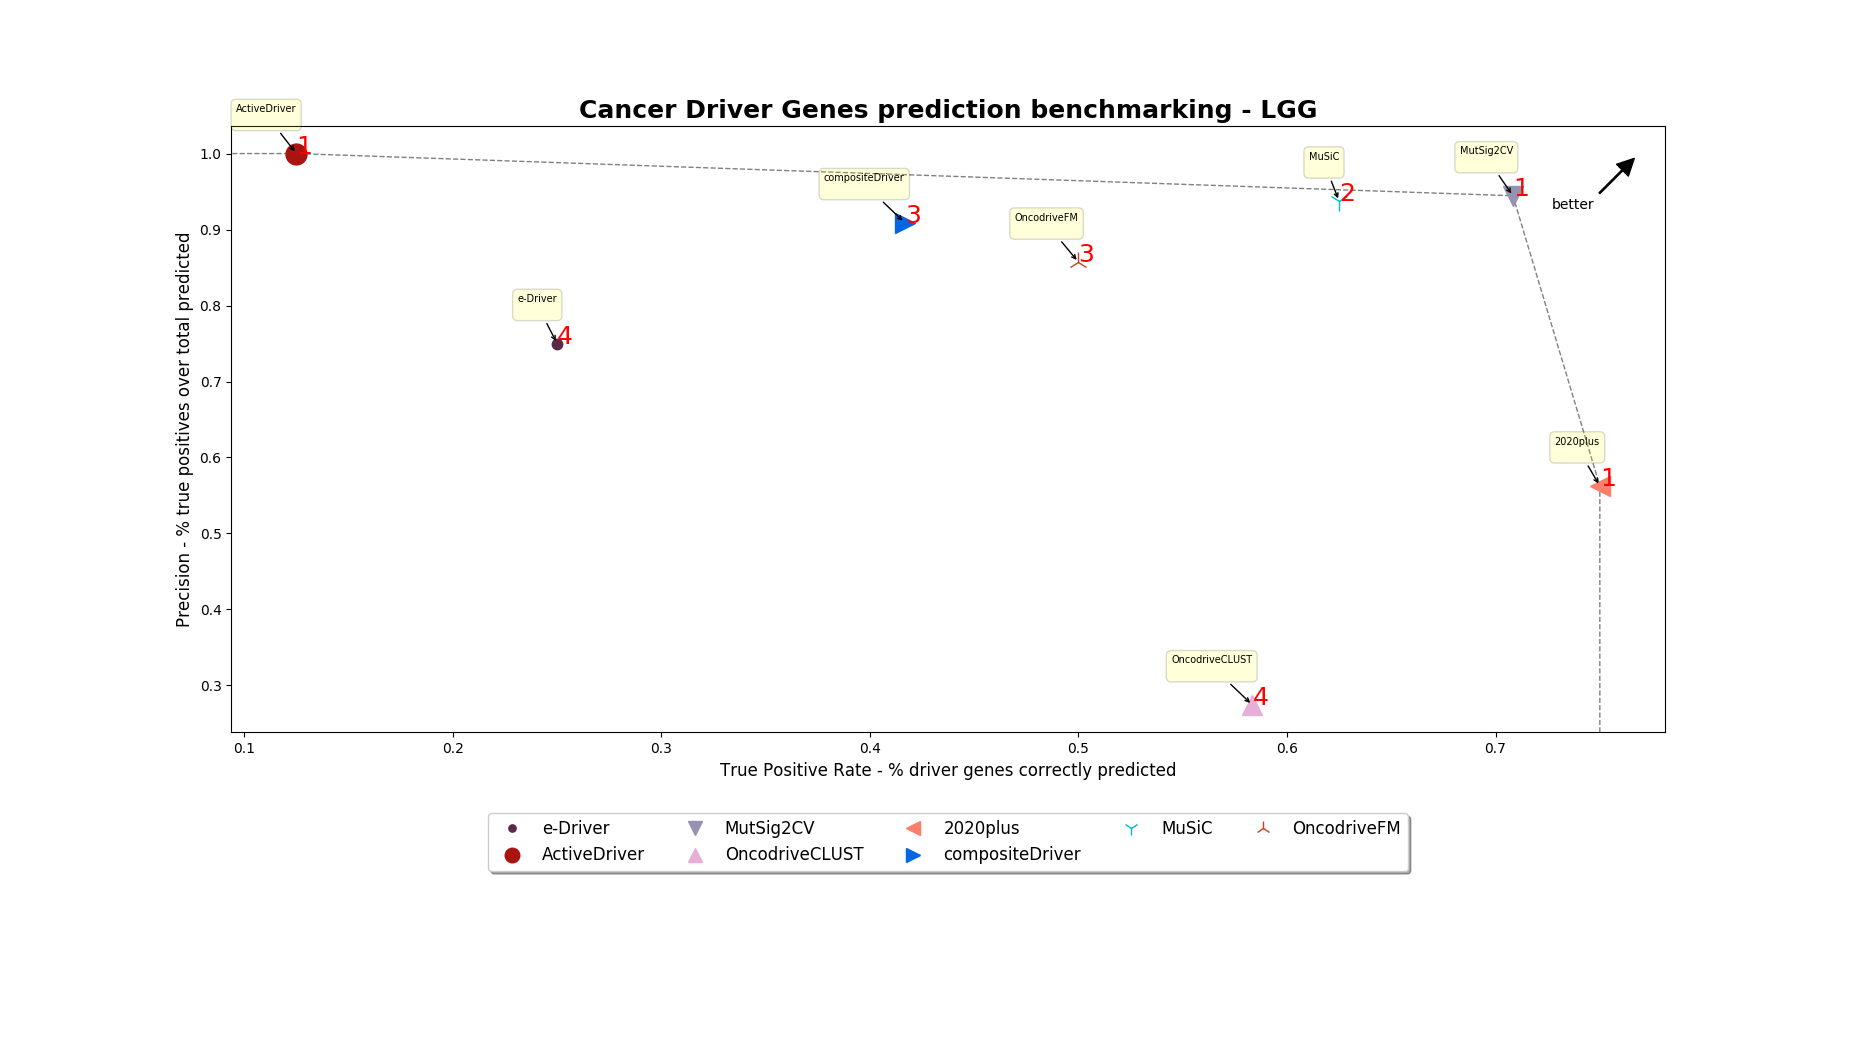 Cancer Driver Genes prediction benchmarking - LGG
ActiveDriver
1
compositeDriver
3
OncodriveFM
3
MuSiC
2
MutSig2CV
1
better
e-Driver
4
2020plus
1
OncodriveCLUST
4
Precision - % true positives over total predicted
1.0
0.9
0.8
0.7
0.6
0.5
0.4
0.3
0.1 0.2 0.3 0.4 0.5 0.6 0.7
True Positive Rate - % driver genes correctly predicted
e-Driver MutSig2CV 2020plus MuSiC OncodriveFM
ActiveDriver OncodriveCLUST compositeDriver